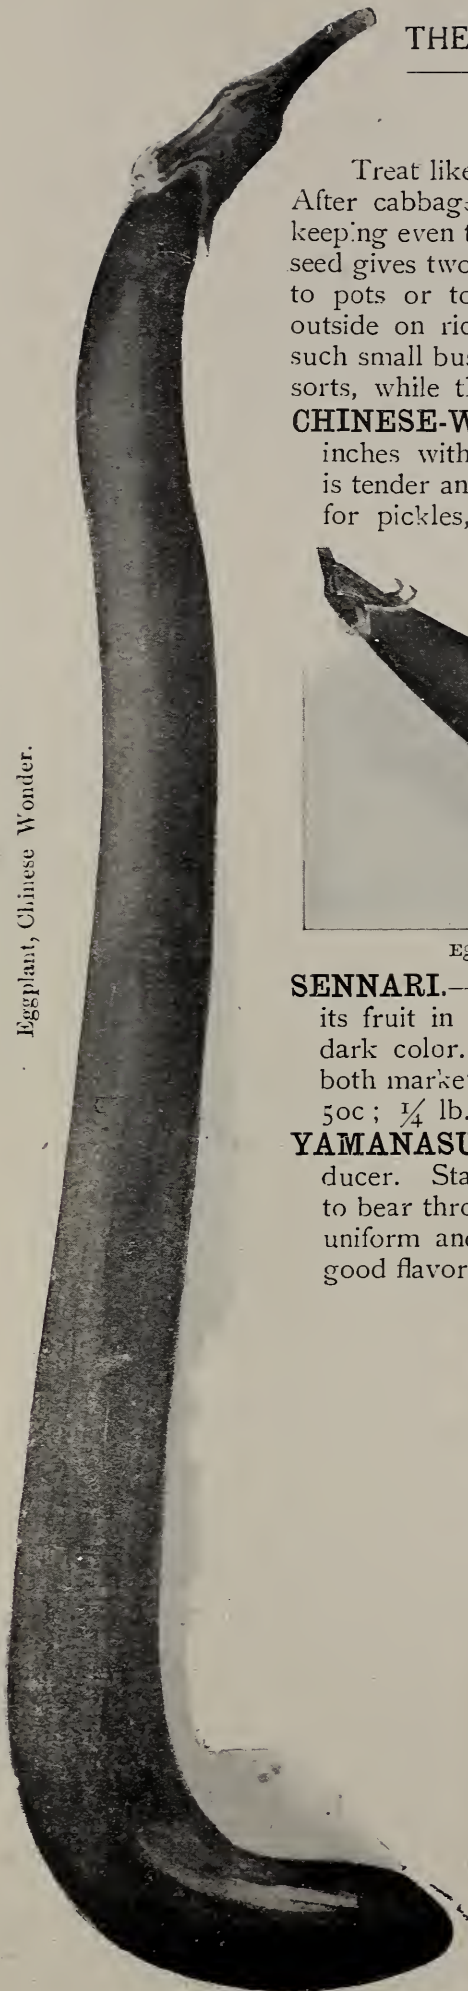 THE
Treat like
After cabbag
keeping even t
seed gives two
to pots or to
outside on ric
such small bus
sorts, while t
CHINESE-W
inches with
is tender an
for pickles,
Eggplant, Chinese Wonder.
Eg
SENNARI.—
its fruit in
dark color.
both market
50c; ¼ lb.
YAMANASU
ducer. Sta
to bear thro
uniform and
good flavor